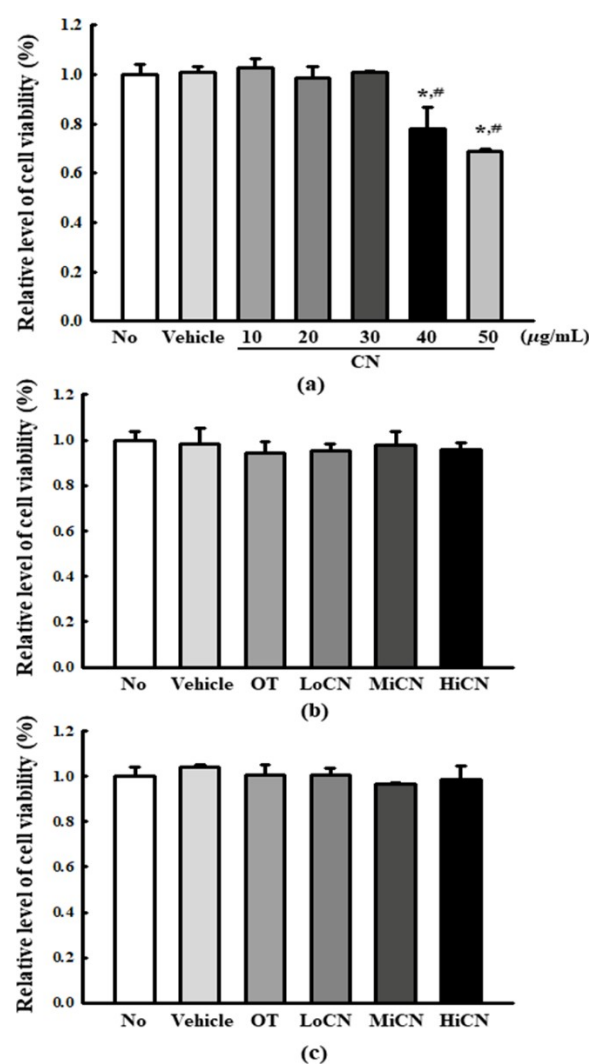 Relative level of cell viability (%)
1.2
1.0
0.8
0.6
0.4
0.2
0.0
*,#
*,#
No Vehicle 10 20 30 40 50 (µg/mL)
CN
(a)
Relative level of cell viability (%)
1.2
1.0
0.8
0.6
0.4
0.2
0.0
No Vehicle OT LoCN MiCN HiCN
(b)
Relative level of cell viability (%)
1.2
1.0
0.8
0.6
0.4
0.2
0.0
No Vehicle OT LoCN MiCN HiCN
(c)